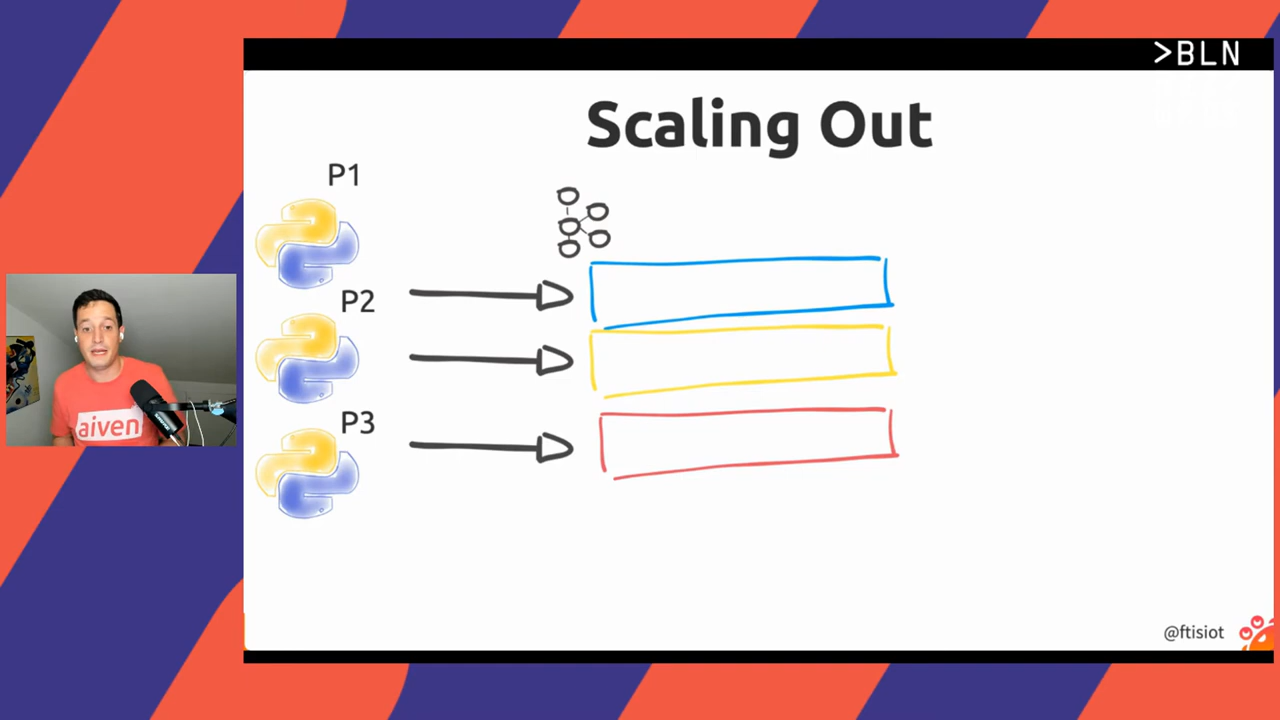 >BLN
Scaling Out
P1
P2
P3
aiven
@ftisiot